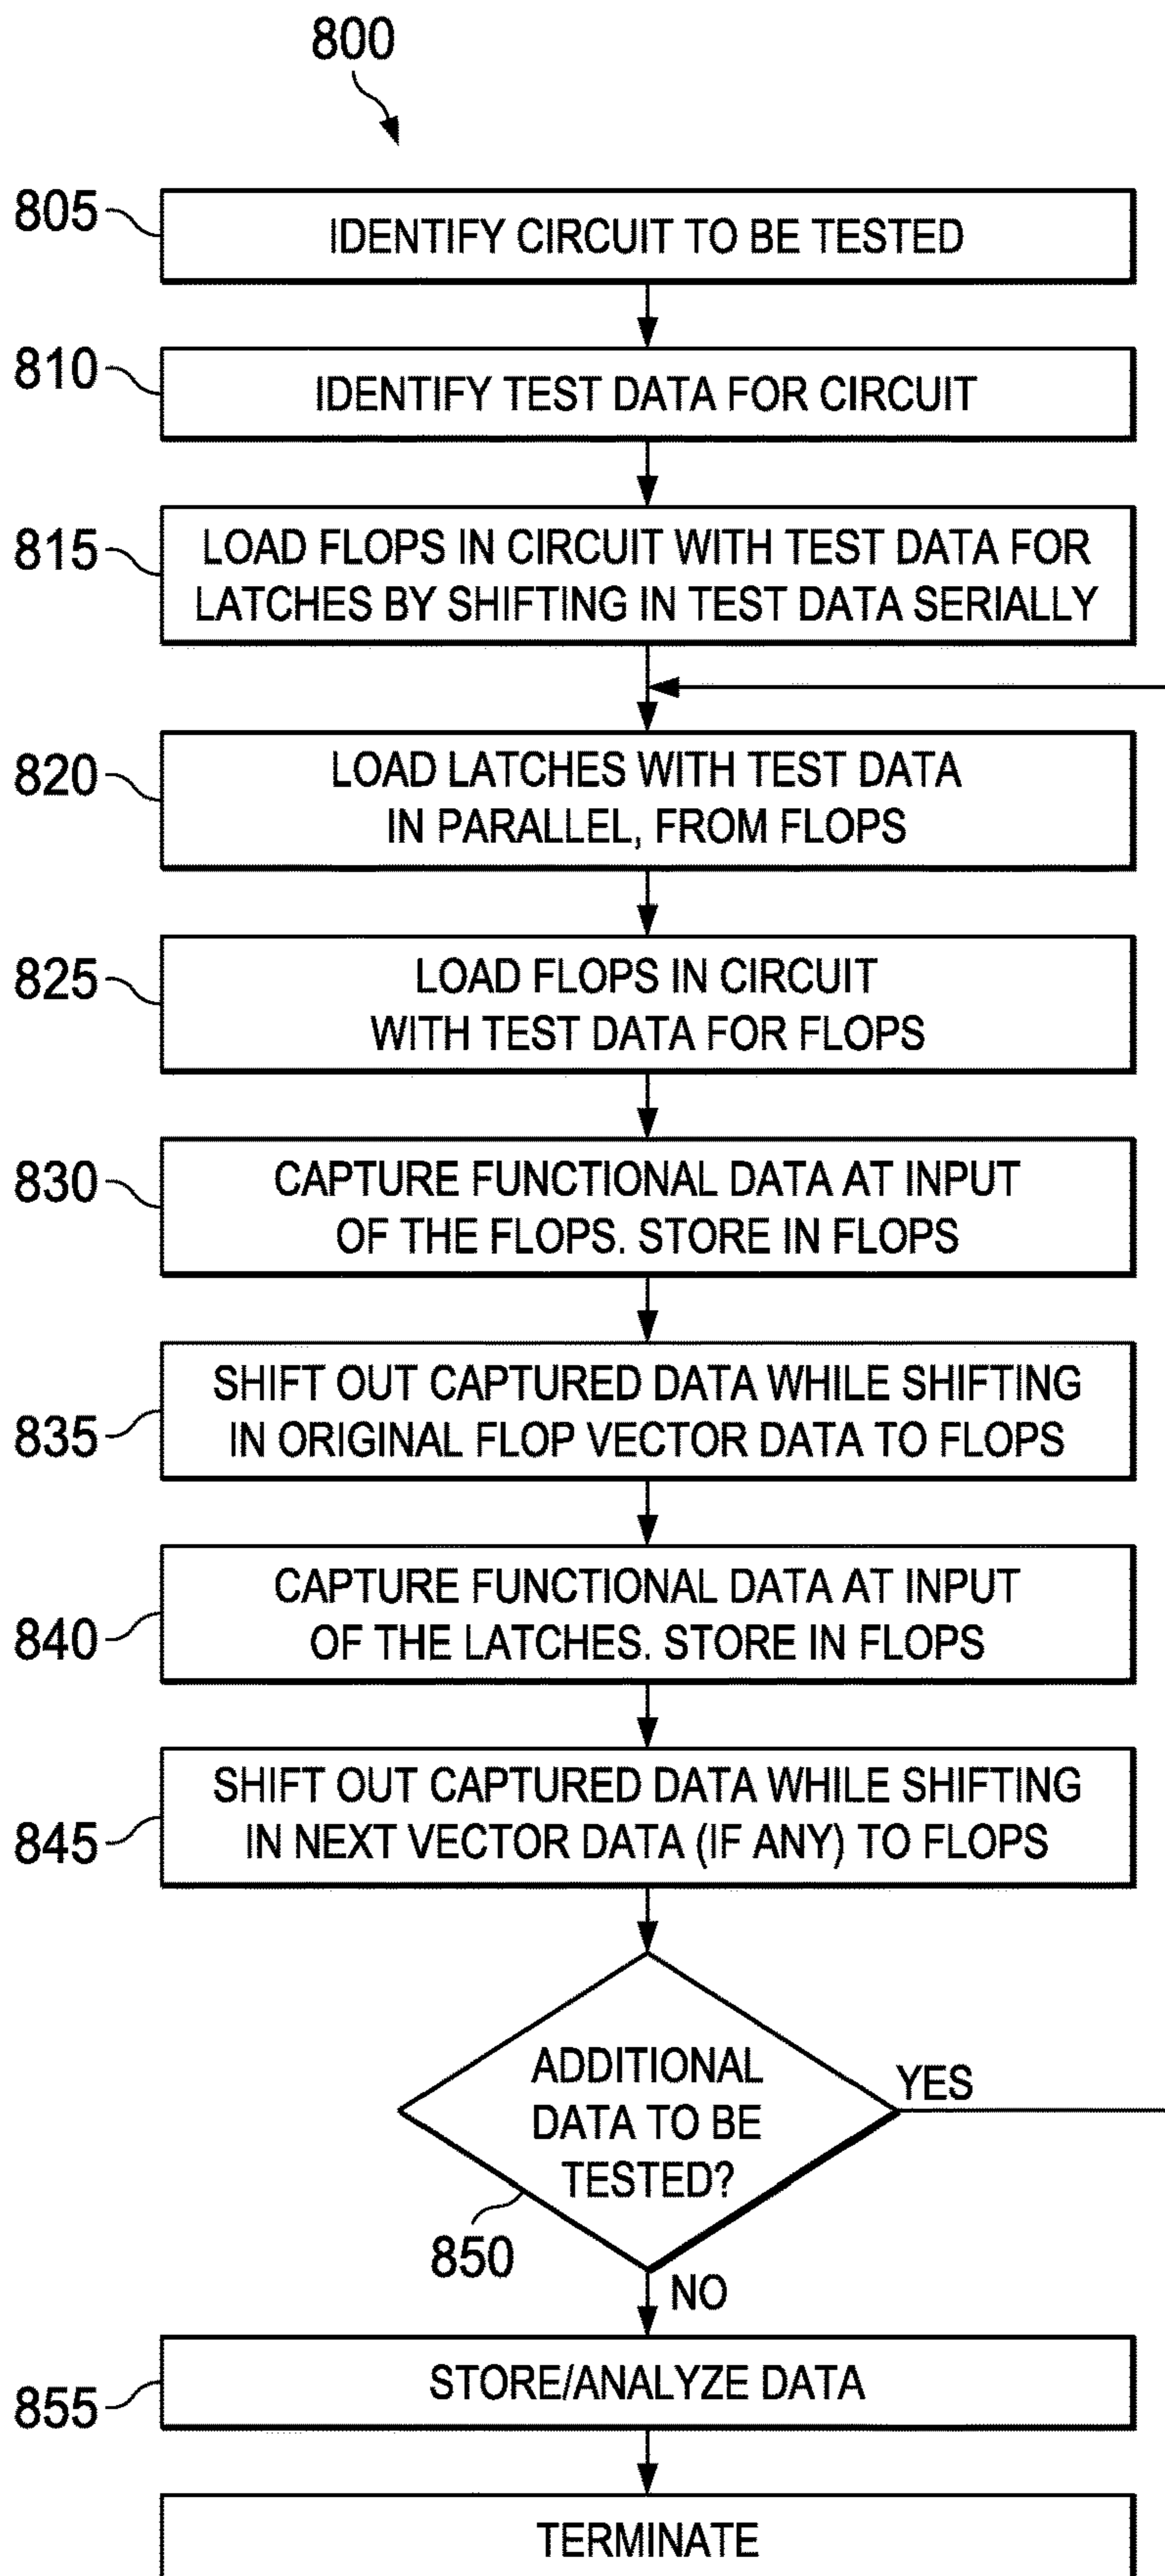 800
805
IDENTIFY CIRCUIT TO BE TESTED
810
IDENTIFY TEST DATA FOR CIRCUIT
815
LOAD FLOPS IN CIRCUIT WITH TEST DATA FOR
LATCHES BY SHIFTING IN TEST DATA SERIALLY
820
LOAD LATCHES WITH TEST DATA
IN PARALLEL, FROM FLOPS
825
LOAD FLOPS IN CIRCUIT
WITH TEST DATA FOR FLOPS
830
CAPTURE FUNCTIONAL DATA AT INPUT
OF THE FLOPS. STORE IN FLOPS
835
SHIFT OUT CAPTURED DATA WHILE SHIFTING
IN ORIGINAL FLOP VECTOR DATA TO FLOPS
840
CAPTURE FUNCTIONAL DATA AT INPUT
OF THE LATCHES. STORE IN FLOPS
845
SHIFT OUT CAPTURED DATA WHILE SHIFTING
IN NEXT VECTOR DATA (IF ANY) TO FLOPS
ADDITIONAL
DATA TO BE
TESTED?
YES
850
NO
855
STORE/ANALYZE DATA
TERMINATE